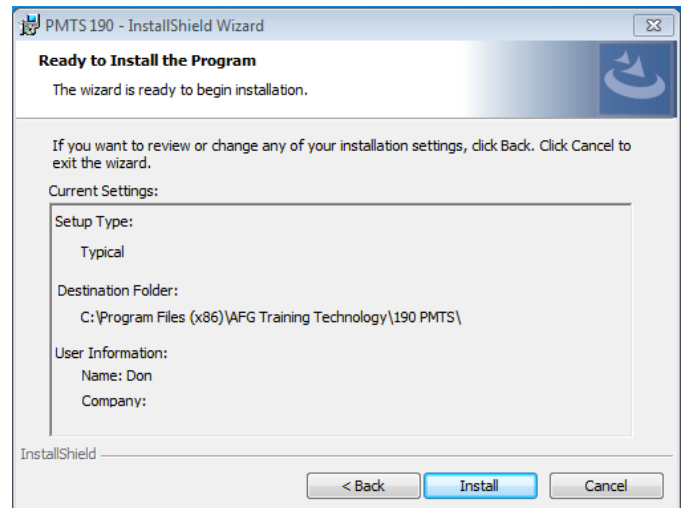 PMTS 190 - InstallShield Wizard
Ready to Install the Program
The wizard is ready to begin installation.
If you want to review or change any of your installation settings, click Back. Click Cancel to
exit the wizard.
Current Settings:
Setup Type:
Typical
Destination Folder:
C:\Program Files (x86)\AFG Training Technology\190 PMTS\
User Information:
Name: Don
Company:
InstallShield
< Back
Install
Cancel